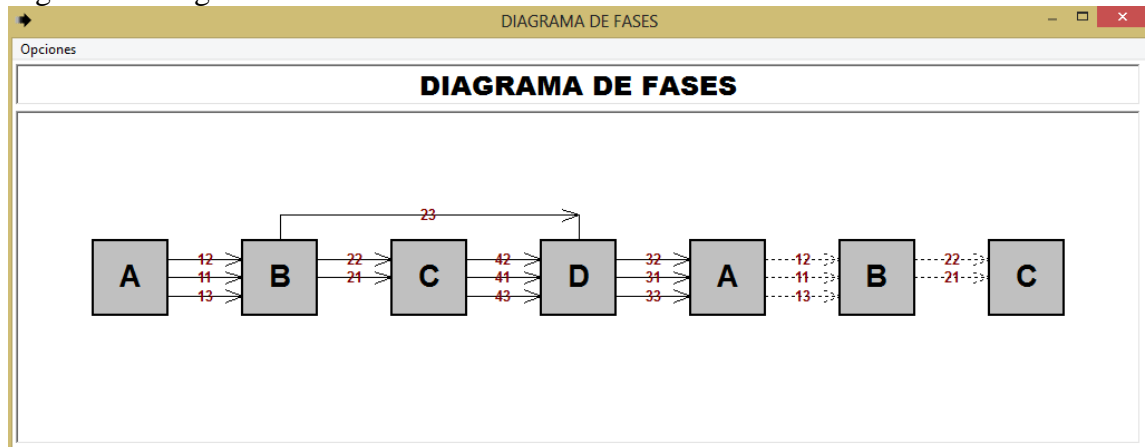 DIAGRAMA DE FASES
Opciones
DIAGRAMA DE FASES
23
A 12 B 22 C 42 D 32 A 12 B 22 C
11 21 41 31 11 21
13 43 33 13